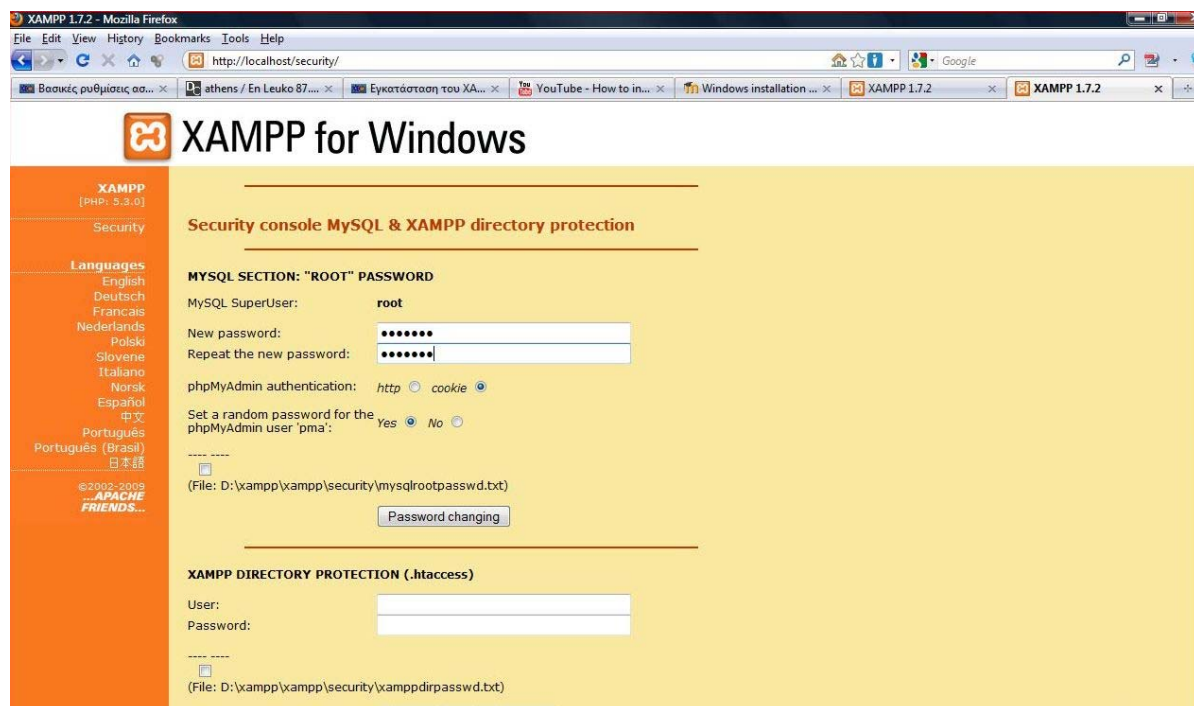 XAMPP 1.7.2 - Mozilla Firefox
File Edit View History Bookmarks Tools Help
http://localhost/security/
Google
Βασικές ρυθμίσεις ασ...
athens / En Leuko 87....
Εγκατάσταση του XA...
YouTube - How to in...
Windows installation ...
XAMPP 1.7.2
XAMPP 1.7.2
XAMPP for Windows
XAMPP
[PHP: 5.3.0]
Security
Languages
English
Deutsch
Francais
Nederlands
Polski
Slovene
Italiano
Norsk
Español
中文
Português
Português (Brasil)
日本語
©2002-2009
...APACHE
FRIENDS...
Security console MySQL & XAMPP directory protection
MYSQL SECTION: "ROOT" PASSWORD
MySQL SuperUser: root
New password: •••••••
Repeat the new password: •••••••
phpMyAdmin authentication: http cookie
Set a random password for the
phpMyAdmin user 'pma': Yes No
---- ----
(File: D:\xampp\xampp\security\mysqlrootpasswd.txt)
Password changing
XAMPP DIRECTORY PROTECTION (.htaccess)
User:
Password:
---- ----
(File: D:\xampp\xampp\security\xamppdirpasswd.txt)